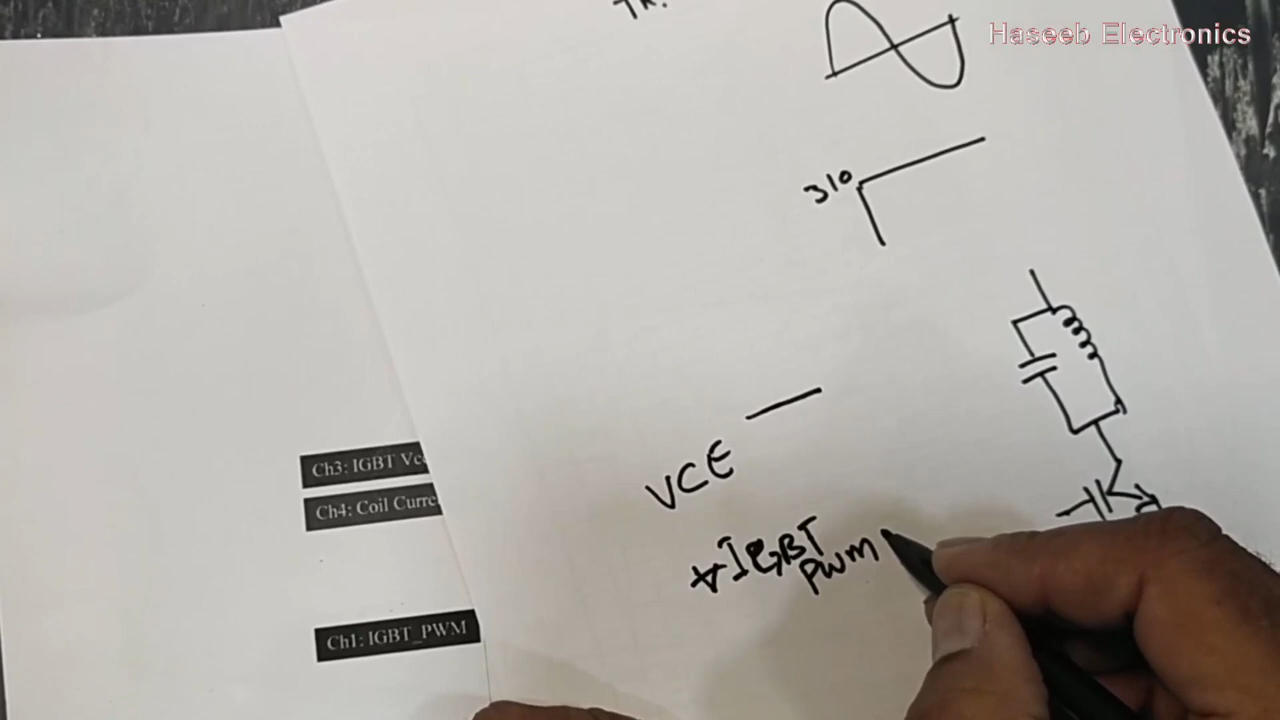 Haseeb Electronics
310
VCE
IGBT
PWM
Ch3: IGBT Vce
Ch4: Coil Curre
Ch1: IGBT_PWM